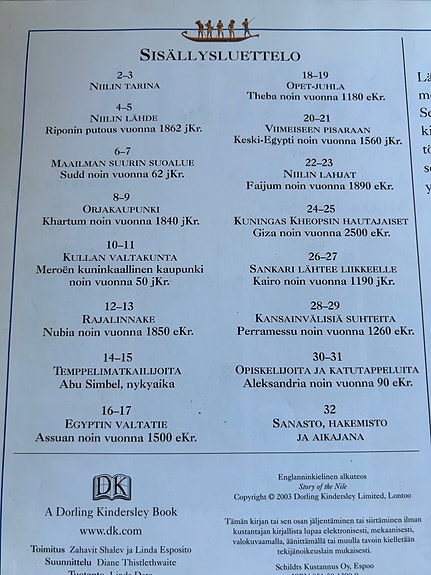 SISÄLLYSLUETTELO
2–3
NIILIN TARINA
4–5
NIILIN LÄHDE
Riponin putous vuonna 1862 jKr.
6–7
MAAILMAN SUURIN SUOALUE
Sudd noin vuonna 62 jKr.
8–9
ORJAKAUPUNKI
Khartum noin vuonna 1840 jKr.
10–11
KULLAN VALTAKUNTA
Meroën kuninkaallinen kaupunki
noin vuonna 50 jKr.
12–13
RAJALINNAKE
Nubia noin vuonna 1850 eKr.
14–15
TEMPPELIMATKAILIJOITA
Abu Simbel, nykyaika
16–17
EGYPTIN VALTATIE
Assuan noin vuonna 1500 eKr.
18–19
OPET-JUHLA
Theba noin vuonna 1180 eKr.
20–21
VIIMEISEEN PISARAAN
Keski-Egypti noin vuonna 1560 jKr.
22–23
NIILIN LAHJAT
Faijum noin vuonna 1890 eKr.
24–25
KUNINGAS KHEOPSIN HAUTAJAISET
Giza noin vuonna 2500 eKr.
26–27
SANKARI LÄHTEE LIIKKEELLE
Kairo noin vuonna 1190 jKr.
28–29
KANSAINVÄLISIÄ SUHTEITA
Perramessu noin vuonna 1260 eKr.
30–31
OPISKELIJOITA JA KATUTAPPELUITA
Aleksandria noin vuonna 90 eKr.
32
SANASTO, HAKEMISTO
JA AIKAJANA
DK
A Dorling Kindersley Book
www.dk.com
Toimitus Zahavit Shalev ja Linda Esposito
Suunnittelu Diane Thistlethwaite
Tuotanto Linda
Englanninkielinen alkuteos
Story of the Nile
Copyright © 2003 Dorling Kindersley Limited, Lontoo
Tämän kirjan tai sen osan jäljentäminen tai siirtäminen ilman
kustantajan kirjallista lupaa elektronisesti, mekaanisesti,
valokuvaamalla, äänittämällä tai muulla tavoin kielletään
tekijänoikeuslain mukaisesti.
Schildts Kustannus Oy, Espoo